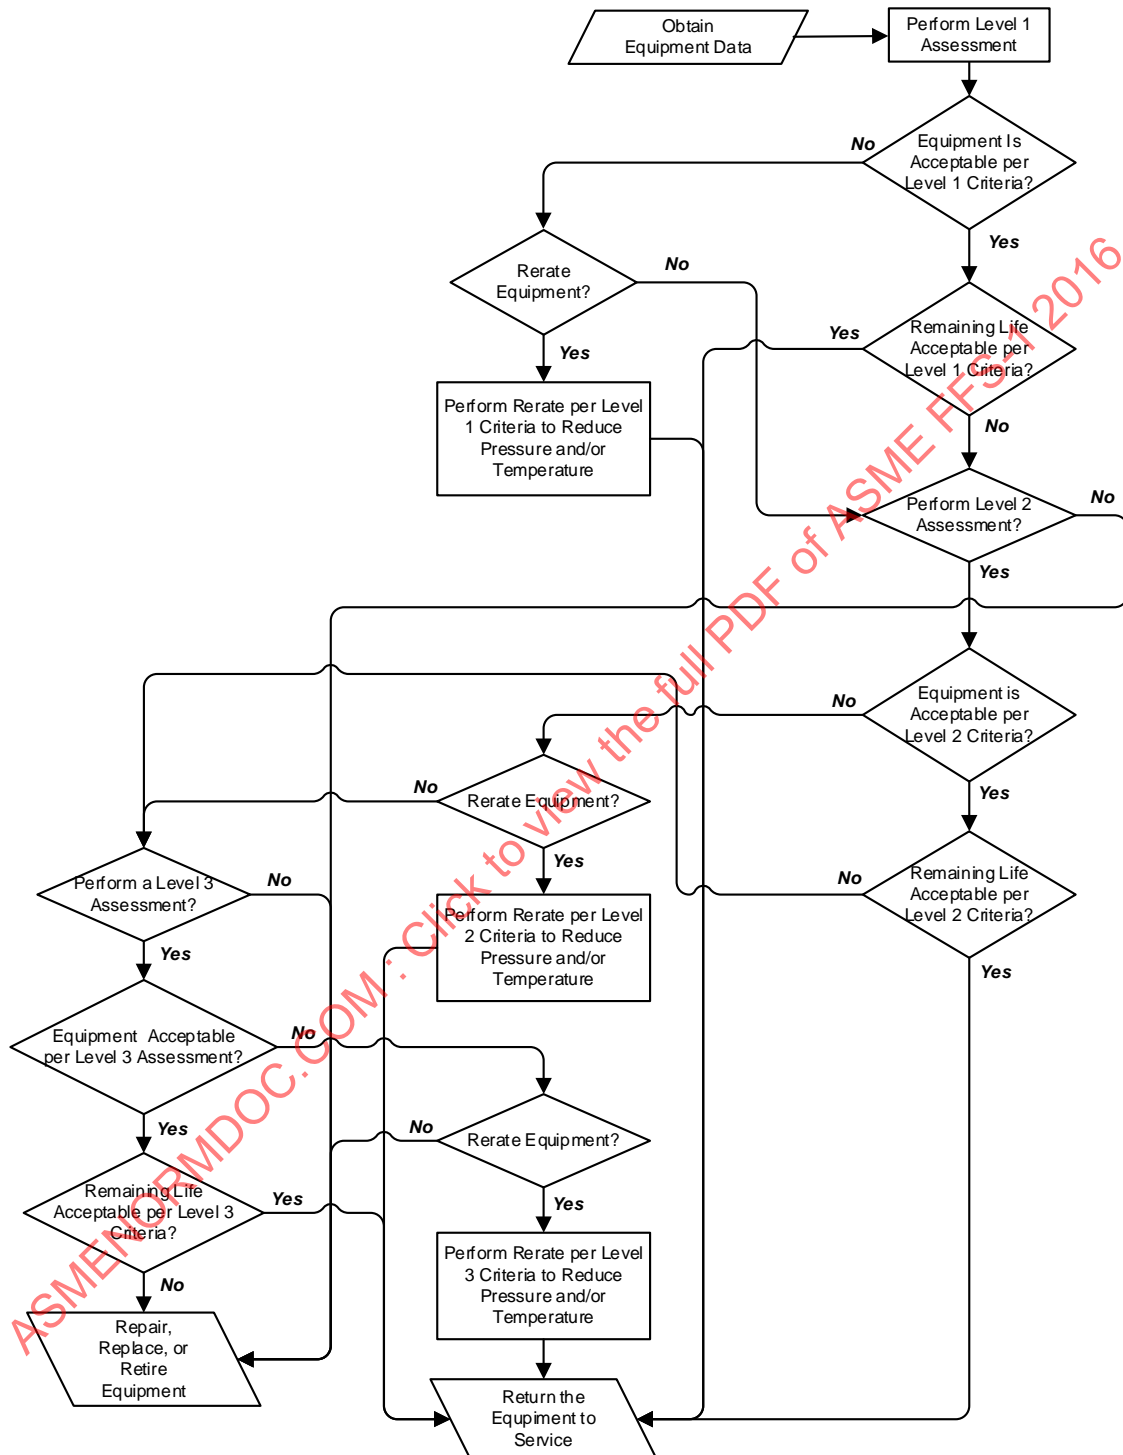 Obtain
Equipment Data
Perform Level 1
Assessment
No
Equipment Is
Acceptable per
Level 1 Criteria?
Yes
Rerate
Equipment?
No
Yes
Remaining Life
Acceptable per
Level 1 Criteria?
Yes
No
Perform Rerate per Level
1 Criteria to Reduce
Pressure and/or
Temperature
Perform Level 2
Assessment?
No
Yes
Equipment is
Acceptable per
Level 2 Criteria?
No
Yes
Rerate Equipment?
No
Yes
Perform a Level 3
Assessment?
No
Yes
Perform Rerate per Level
2 Criteria to Reduce
Pressure and/or
Temperature
Remaining Life
Acceptable per
Level 2 Criteria?
No
Yes
Equipment Acceptable
per Level 3 Assessment?
No
Yes
Rerate Equipment?
No
Yes
Remaining Life
Acceptable per Level 3
Criteria?
Yes
No
Perform Rerate per Level
3 Criteria to Reduce
Pressure and/or
Temperature
Repair,
Replace, or
Retire
Equipment
Return the
Equpiment to
Service
ASMENORMDOC.COM : Click to view the full PDF of ASME FFS-1 2016